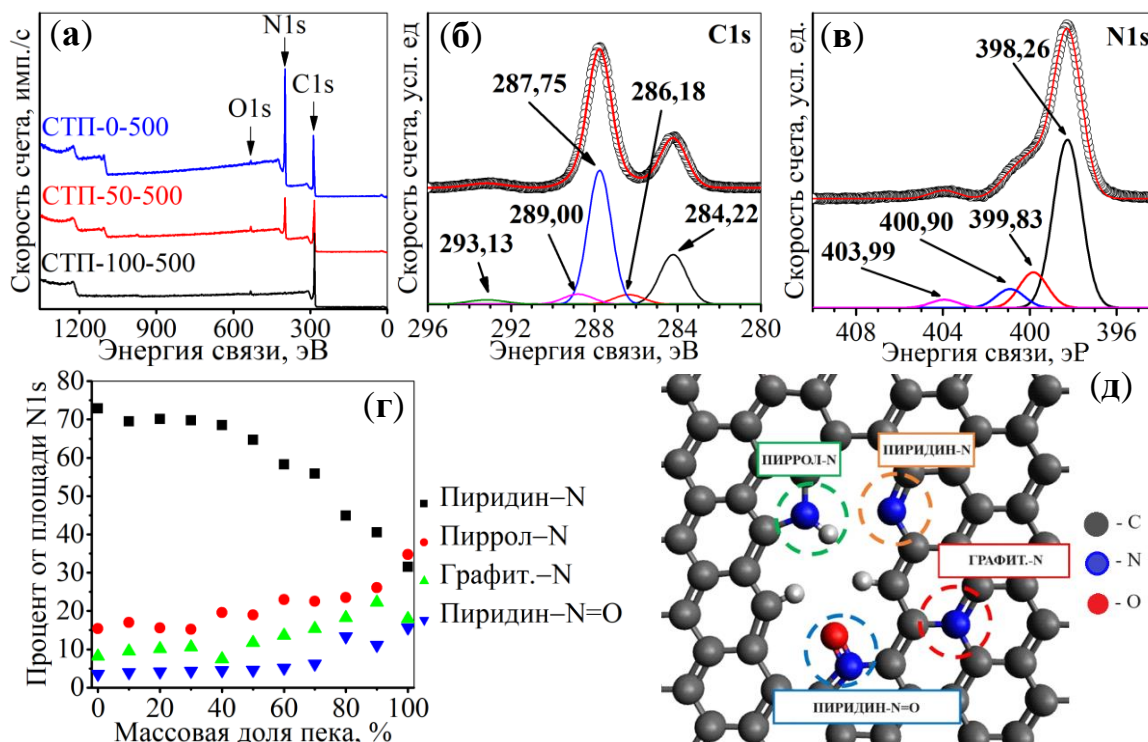 (а)
Скорость счета, имп./с
N1s
C1s
O1s
СТП-0-500
СТП-50-500
СТП-100-500
1350 900 600 300 0
Энергия связи, эВ
(б)
C1s
Скорость счета, усл. ед
287,75
286,18
289,00
284,22
293,13
296 292 288 284 280
Энергия связи, эВ
(в)
N1s
Скорость счета, усл. ед.
398,26
400,90
399,83
403,99
408 404 400 396
Энергия связи, эР
(г)
Процент от площади N1s
80
70
60
50
40
30
20
10
0
0 20 40 60 80 100
Массовая доля пека, %
Пиридин–N
Пиррол–N
Графит.–N
Пиридин–N=O
(д)
ПИРРОЛ-N
ПИРИДИН-N
ГРАФИТ.-N
ПИРИДИН-N=O
- C
- N
- O